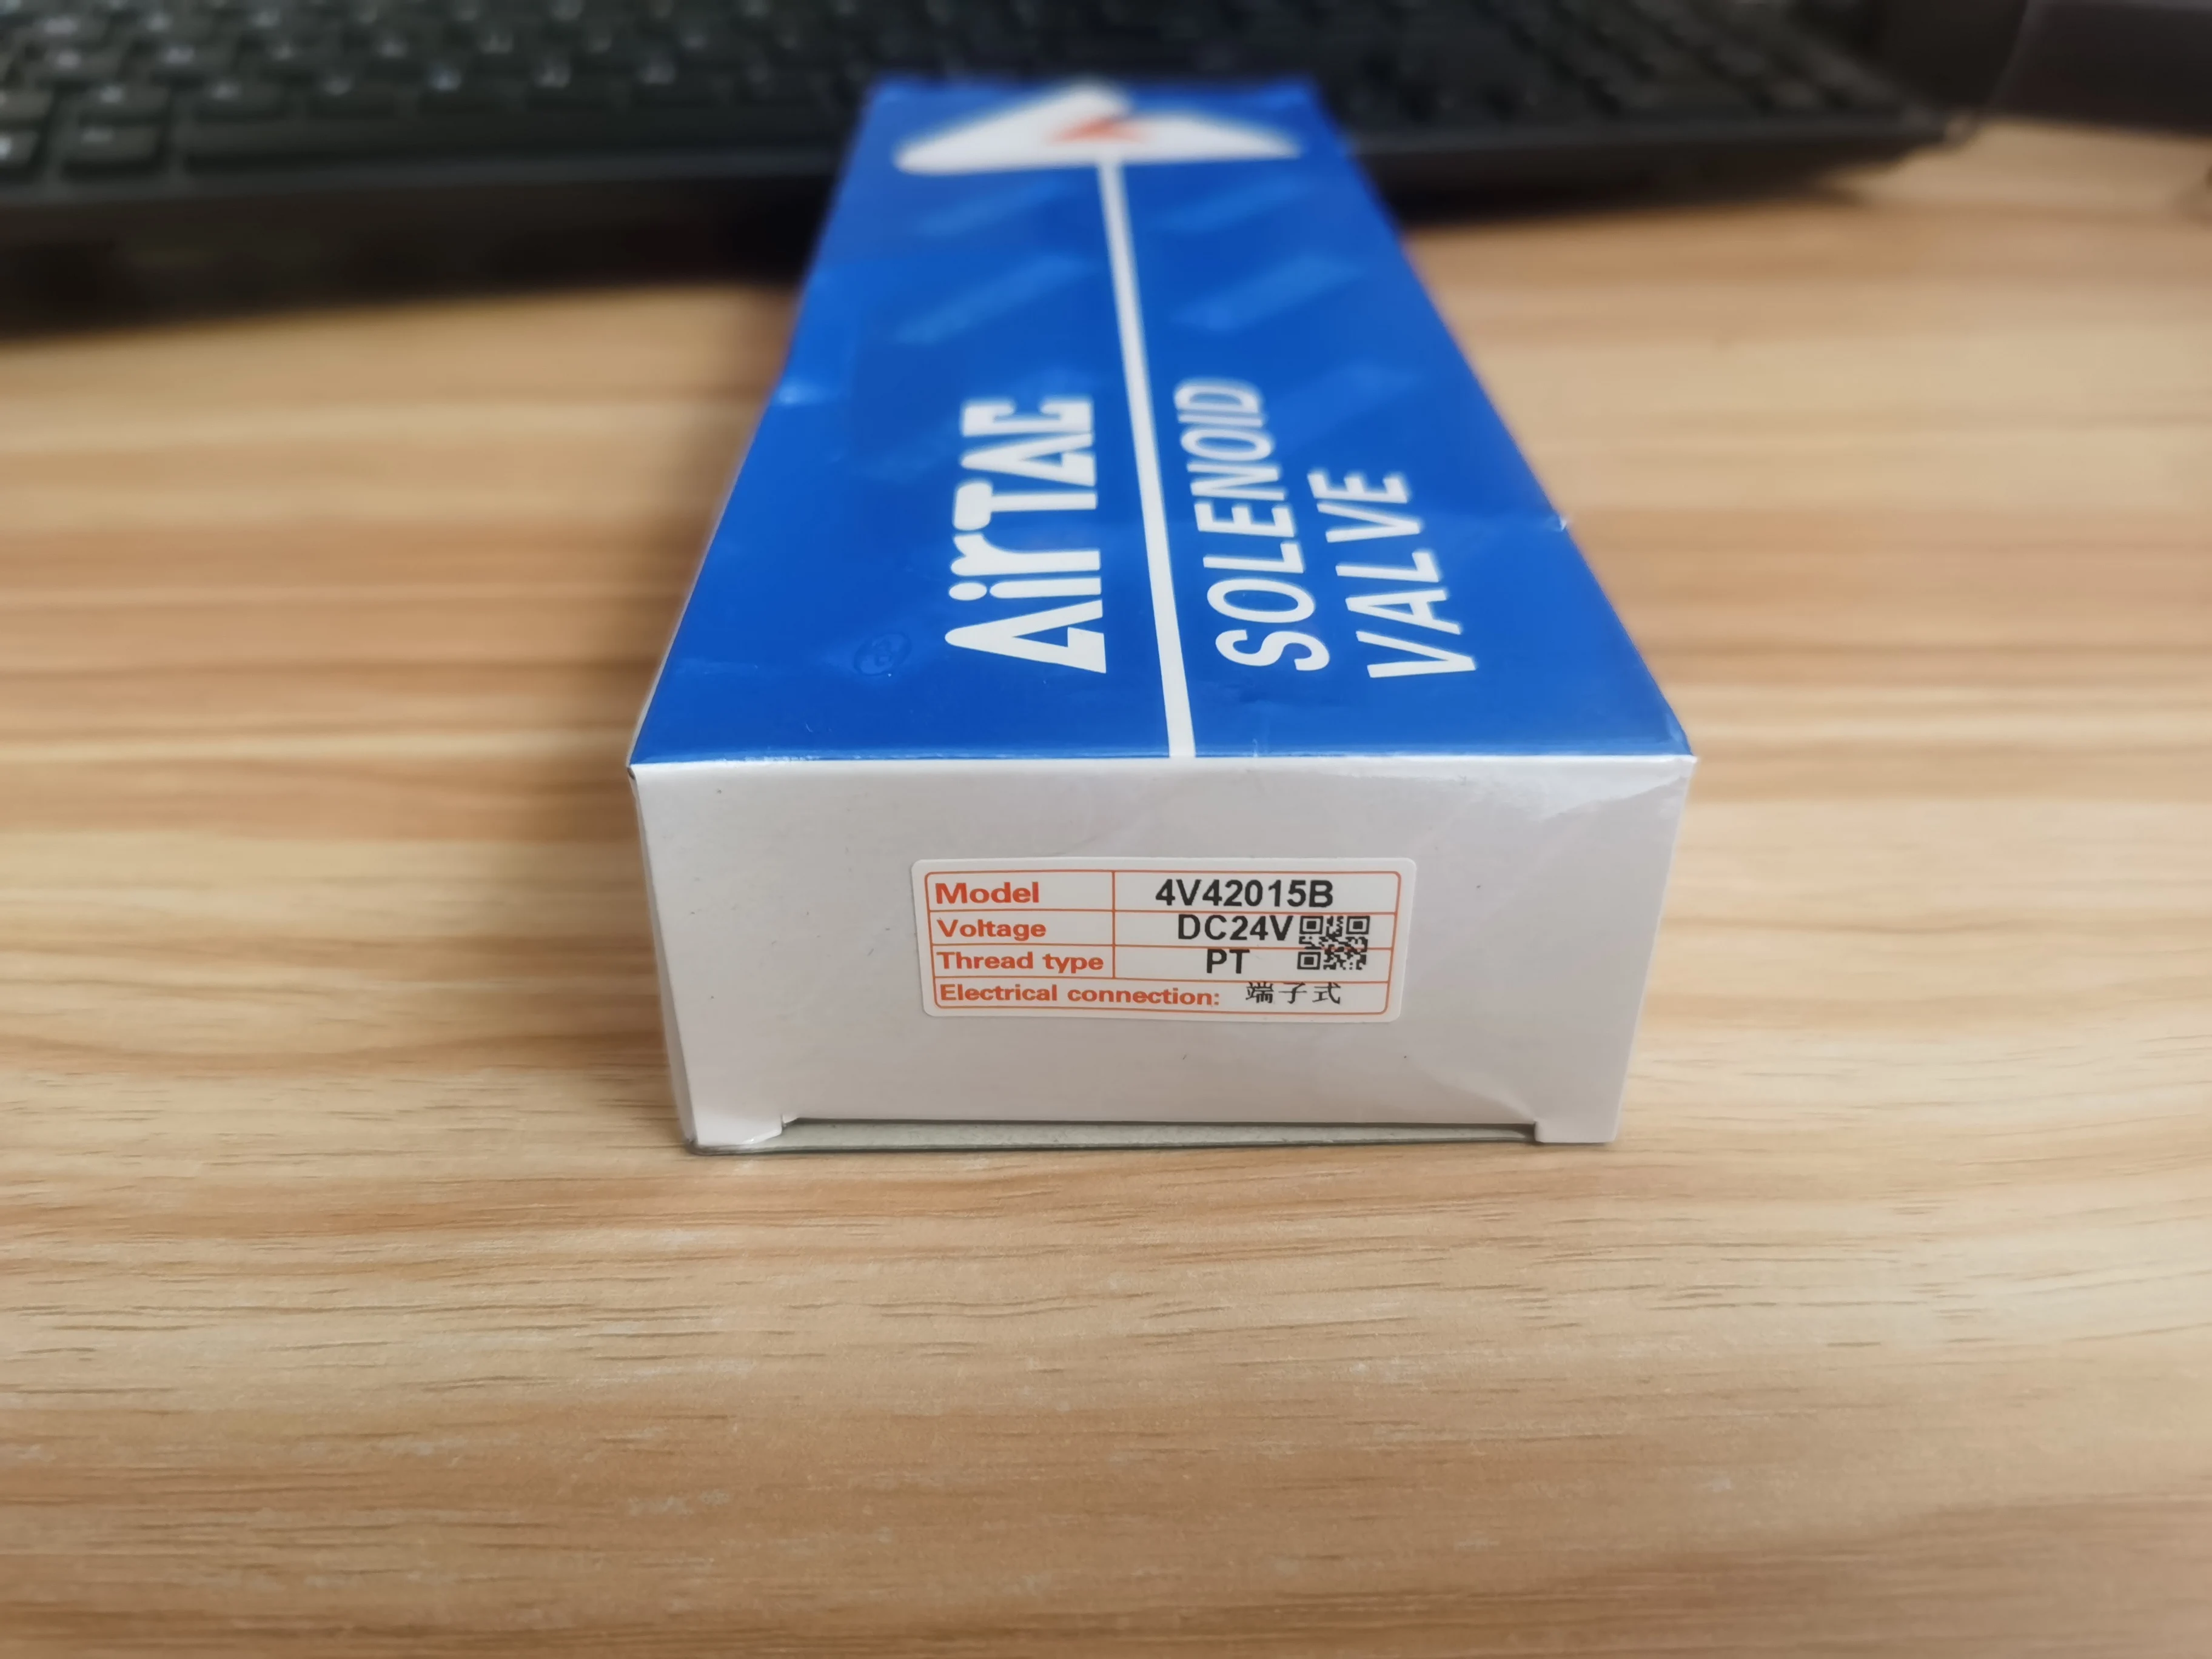 AirTAC
SOLENOID
VALVE
Model 4V42015B
Voltage DC24V
Thread type PT
Electrical connection: 端子式